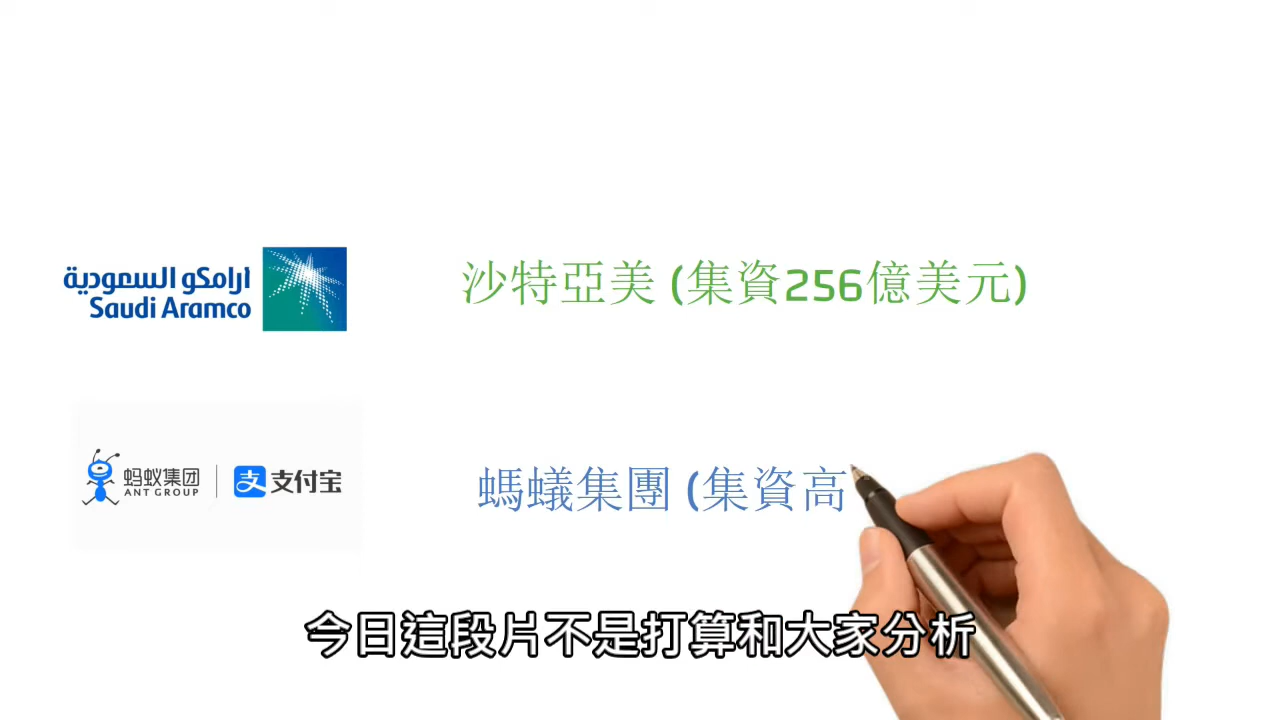 أرامكو السعودية
Saudi Aramco
沙特亞美 (集資256億美元)
蚂蚁集团
ANT GROUP
支
支付宝
螞蟻集團 (集資高
今日這段片不是打算和大家分析